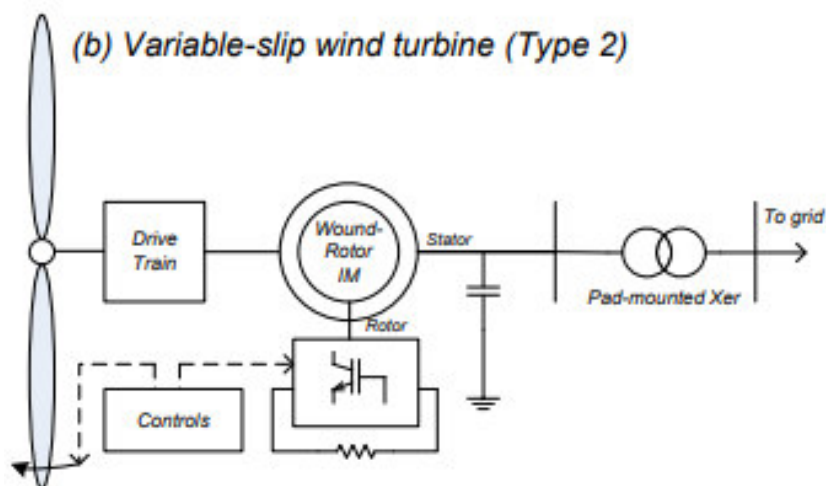 (b) Variable-slip wind turbine (Type 2)
Drive
Train
Wound-
Rotor
IM
Stator
To grid
Pad-mounted Xer
Rotor
Controls